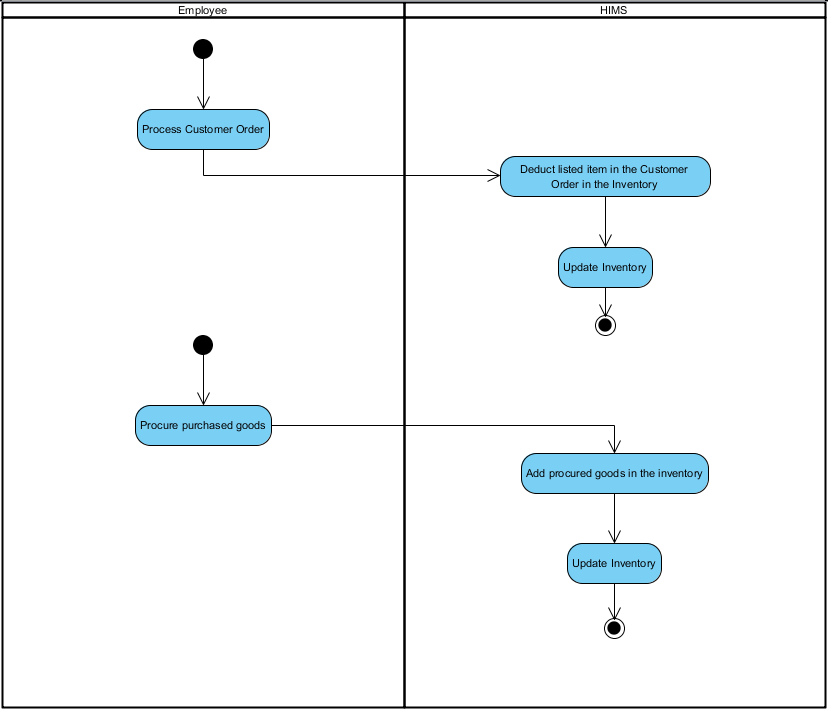 Employee
HIMS
Process Customer Order
Deduct listed item in the Customer
Order in the Inventory
Update Inventory
Procure purchased goods
Add procured goods in the inventory
Update Inventory